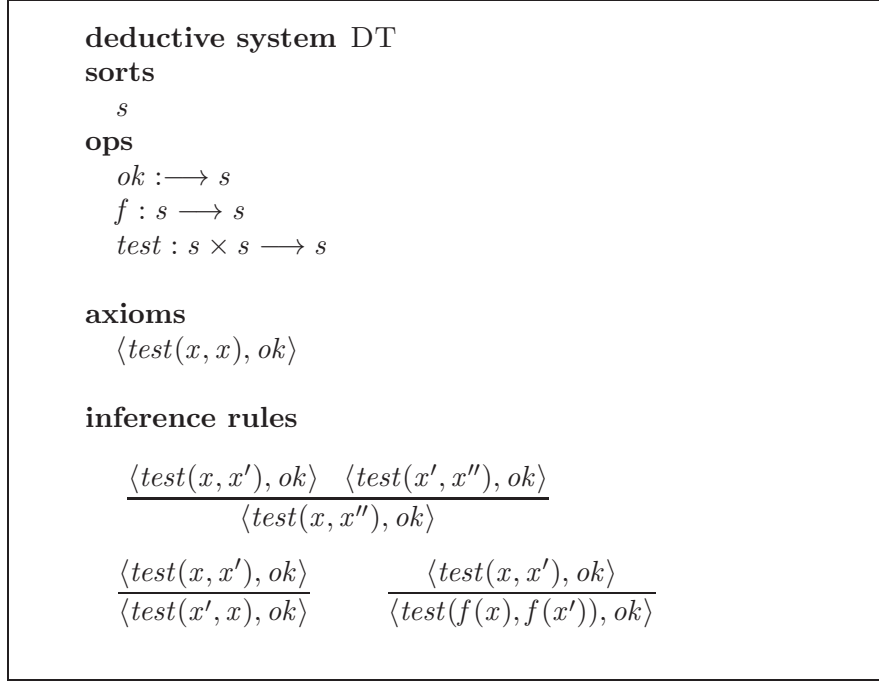 deductive system DT
sorts
s
ops
ok :⟶ s
f : s ⟶ s
test : s × s ⟶ s
axioms
⟨test(x, x), ok⟩
inference rules
⟨test(x, x′), ok⟩ ⟨test(x′, x′′), ok⟩
⟨test(x, x′′), ok⟩
⟨test(x, x′), ok⟩ ⟨test(x, x′), ok⟩
⟨test(x′, x), ok⟩ ⟨test(f(x), f(x′)), ok⟩